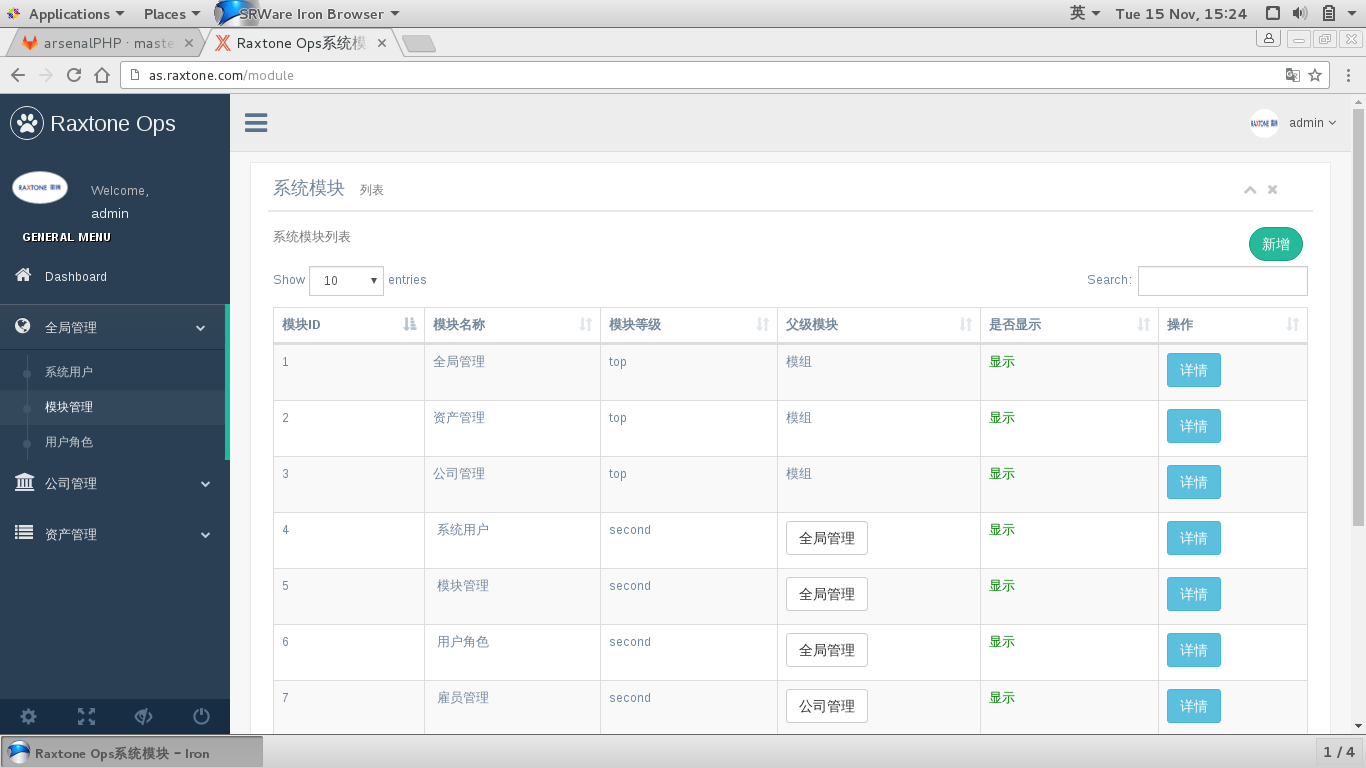 Applications Places SRWare Iron Browser 英 Tue 15 Nov, 15:24
arsenalPHP · maste Raxtone Ops系统模
as.raxtone.com/module
Raxtone Ops
admin
RAXTONE
Welcome,
admin
GENERAL MENU
Dashboard
全局管理
系统用户
模块管理
用户角色
公司管理
资产管理
系统模块 列表
系统模块列表
新增
Show 10 entries Search:
模块ID 模块名称 模块等级 父级模块 是否显示 操作
1 全局管理 top 模组 显示 详情
2 资产管理 top 模组 显示 详情
3 公司管理 top 模组 显示 详情
4 系统用户 second 全局管理 显示 详情
5 模块管理 second 全局管理 显示 详情
6 用户角色 second 全局管理 显示 详情
7 雇员管理 second 公司管理 显示 详情
Raxtone Ops系统模块 - Iron 1 / 4